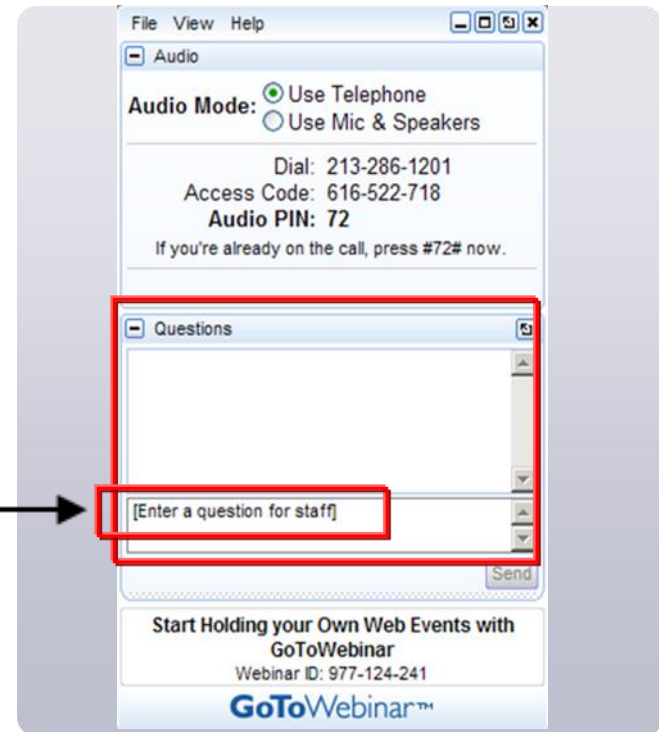 File View Help
Audio
Audio Mode: Use Telephone
Use Mic & Speakers
Dial: 213-286-1201
Access Code: 616-522-718
Audio PIN: 72
If you're already on the call, press #72# now.
Questions
[Enter a question for staff]
Send
Start Holding your Own Web Events with
GoToWebinar
Webinar ID: 977-124-241
GoToWebinar™